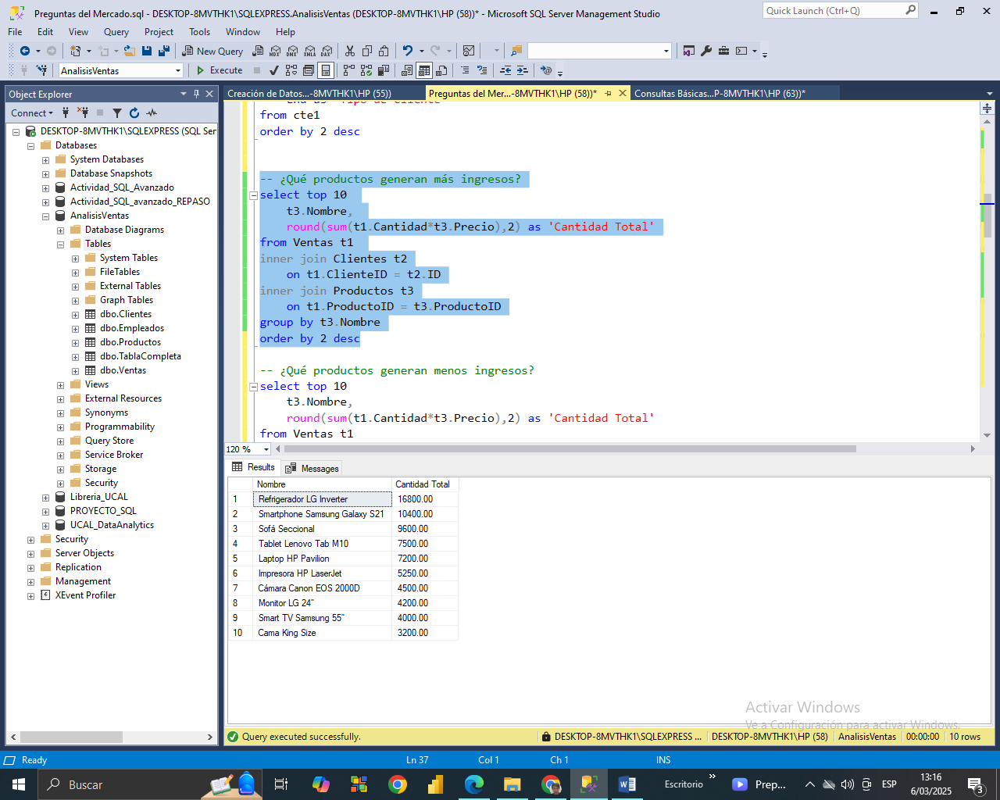 Preguntas del Mercado.sql - DESKTOP-8MVTHK1\SQLEXPRESS.AnalisisVentas (DESKTOP-8MVTHK1\HP (58))* - Microsoft SQL Server Management Studio
Quick Launch (Ctrl+Q)
File Edit View Query Project Tools Window Help
New Query
MDX DMX XMLA DAX
AnalisisVentas
Execute
Object Explorer
Creación de Datos...-8MVTHK1\HP (55))
Preguntas del Mer...-8MVTHK1\HP (58))*
Consultas Básicas...P-8MVTHK1\HP (63))*
Connect
DESKTOP-8MVTHK1\SQLEXPRESS (SQL Ser
Databases
System Databases
Database Snapshots
Actividad_SQL_Avanzado
Actividad_SQL_avanzado_REPASO
AnalisisVentas
Database Diagrams
Tables
System Tables
FileTables
External Tables
Graph Tables
dbo.Clientes
dbo.Empleados
dbo.Productos
dbo.TablaCompleta
dbo.Ventas
Views
External Resources
Synonyms
Programmability
Query Store
Service Broker
Storage
Security
Libreria_UCAL
PROYECTO_SQL
UCAL_DataAnalytics
Security
Server Objects
Replication
Management
XEvent Profiler
end as 'Tipo de Cliente'
from cte1
order by 2 desc
-- ¿Qué productos generan más ingresos?
select top 10
t3.Nombre,
round(sum(t1.Cantidad*t3.Precio),2) as 'Cantidad Total'
from Ventas t1
inner join Clientes t2
on t1.ClienteID = t2.ID
inner join Productos t3
on t1.ProductoID = t3.ProductoID
group by t3.Nombre
order by 2 desc
-- ¿Qué productos generan menos ingresos?
select top 10
t3.Nombre,
round(sum(t1.Cantidad*t3.Precio),2) as 'Cantidad Total'
from Ventas t1
120 %
Results Messages
Nombre Cantidad Total
1 Refrigerador LG Inverter 16800.00
2 Smartphone Samsung Galaxy S21 10400.00
3 Sofá Seccional 9600.00
4 Tablet Lenovo Tab M10 7500.00
5 Laptop HP Pavilion 7200.00
6 Impresora HP LaserJet 5250.00
7 Cámara Canon EOS 2000D 4500.00
8 Monitor LG 24" 4200.00
9 Smart TV Samsung 55" 4000.00
10 Cama King Size 3200.00
Activar Windows
Ve a Configuración para activar Windows.
Query executed successfully.
DESKTOP-8MVTHK1\SQLEXPRESS ... DESKTOP-8MVTHK1\HP (58) AnalisisVentas 00:00:00 10 rows
Ready Ln 37 Col 1 Ch 1 INS
Buscar
Escritorio
Prep...
ESP
13:16
6/03/2025
3